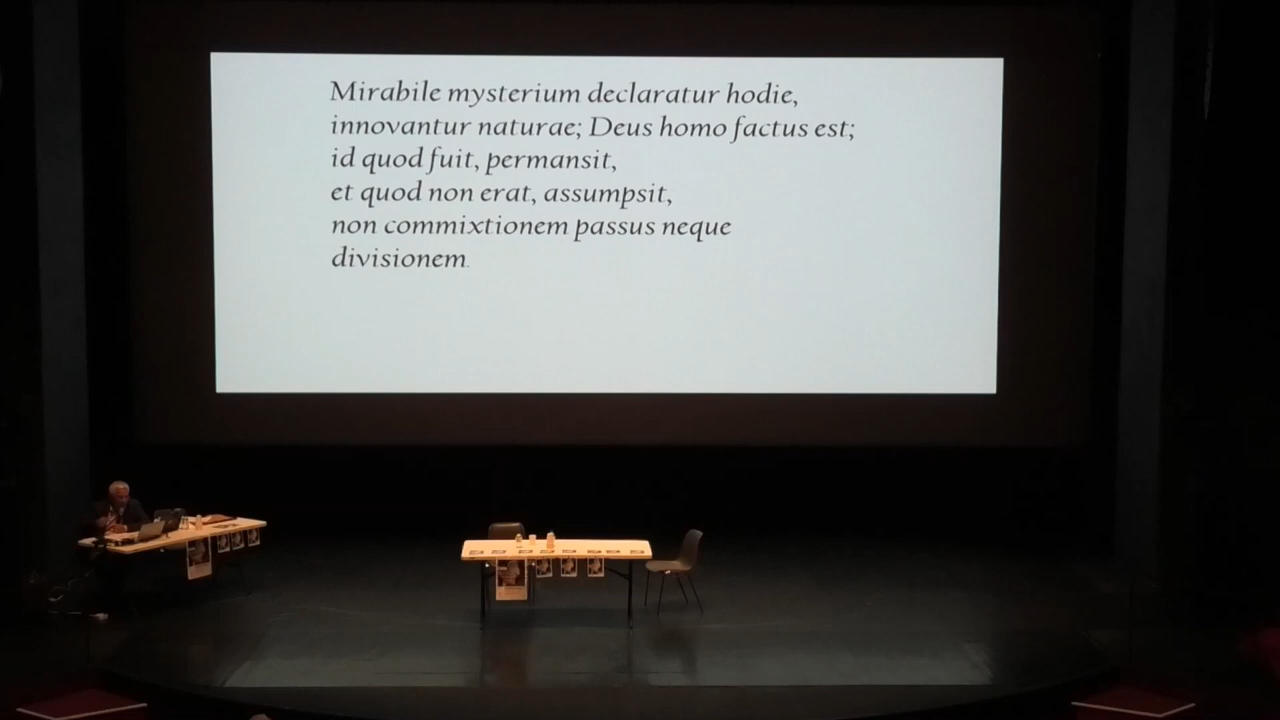 Mirabile mysterium declaratur hodie,
innovantur naturae; Deus homo factus est;
id quod fuit, permansit,
et quod non erat, assumpsit,
non commixtionem passus neque
divisionem.